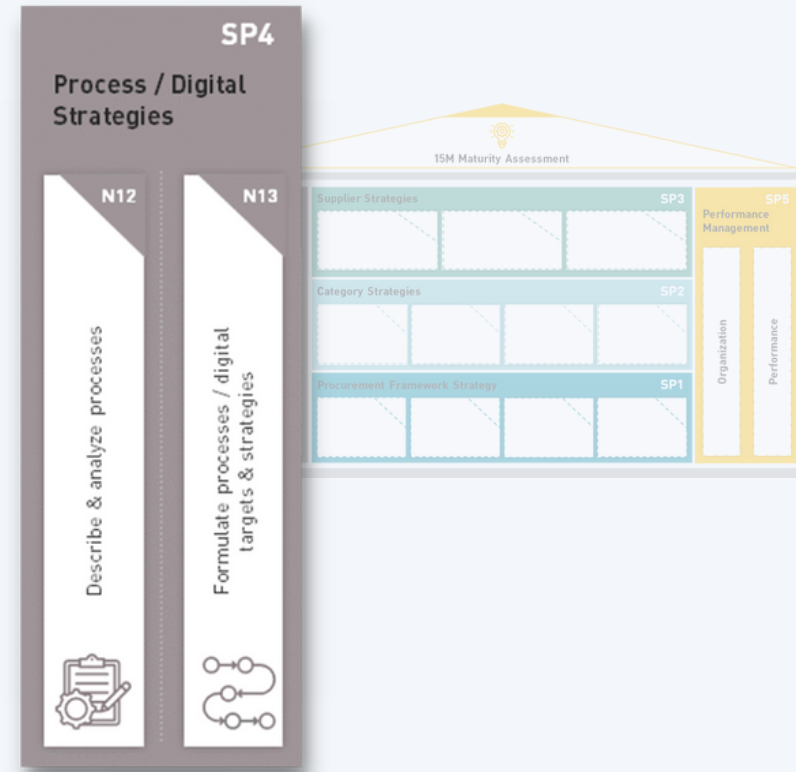 SP4
Process / Digital
Strategies
N12
Describe & analyze processes
N13
Formulate processes / digital
targets & strategies
15M Maturity Assessment
Supplier Strategies
SP3
Category Strategies
SP2
Procurement Framework Strategy
SP1
SP5
Performance
Management
Organization
Performance